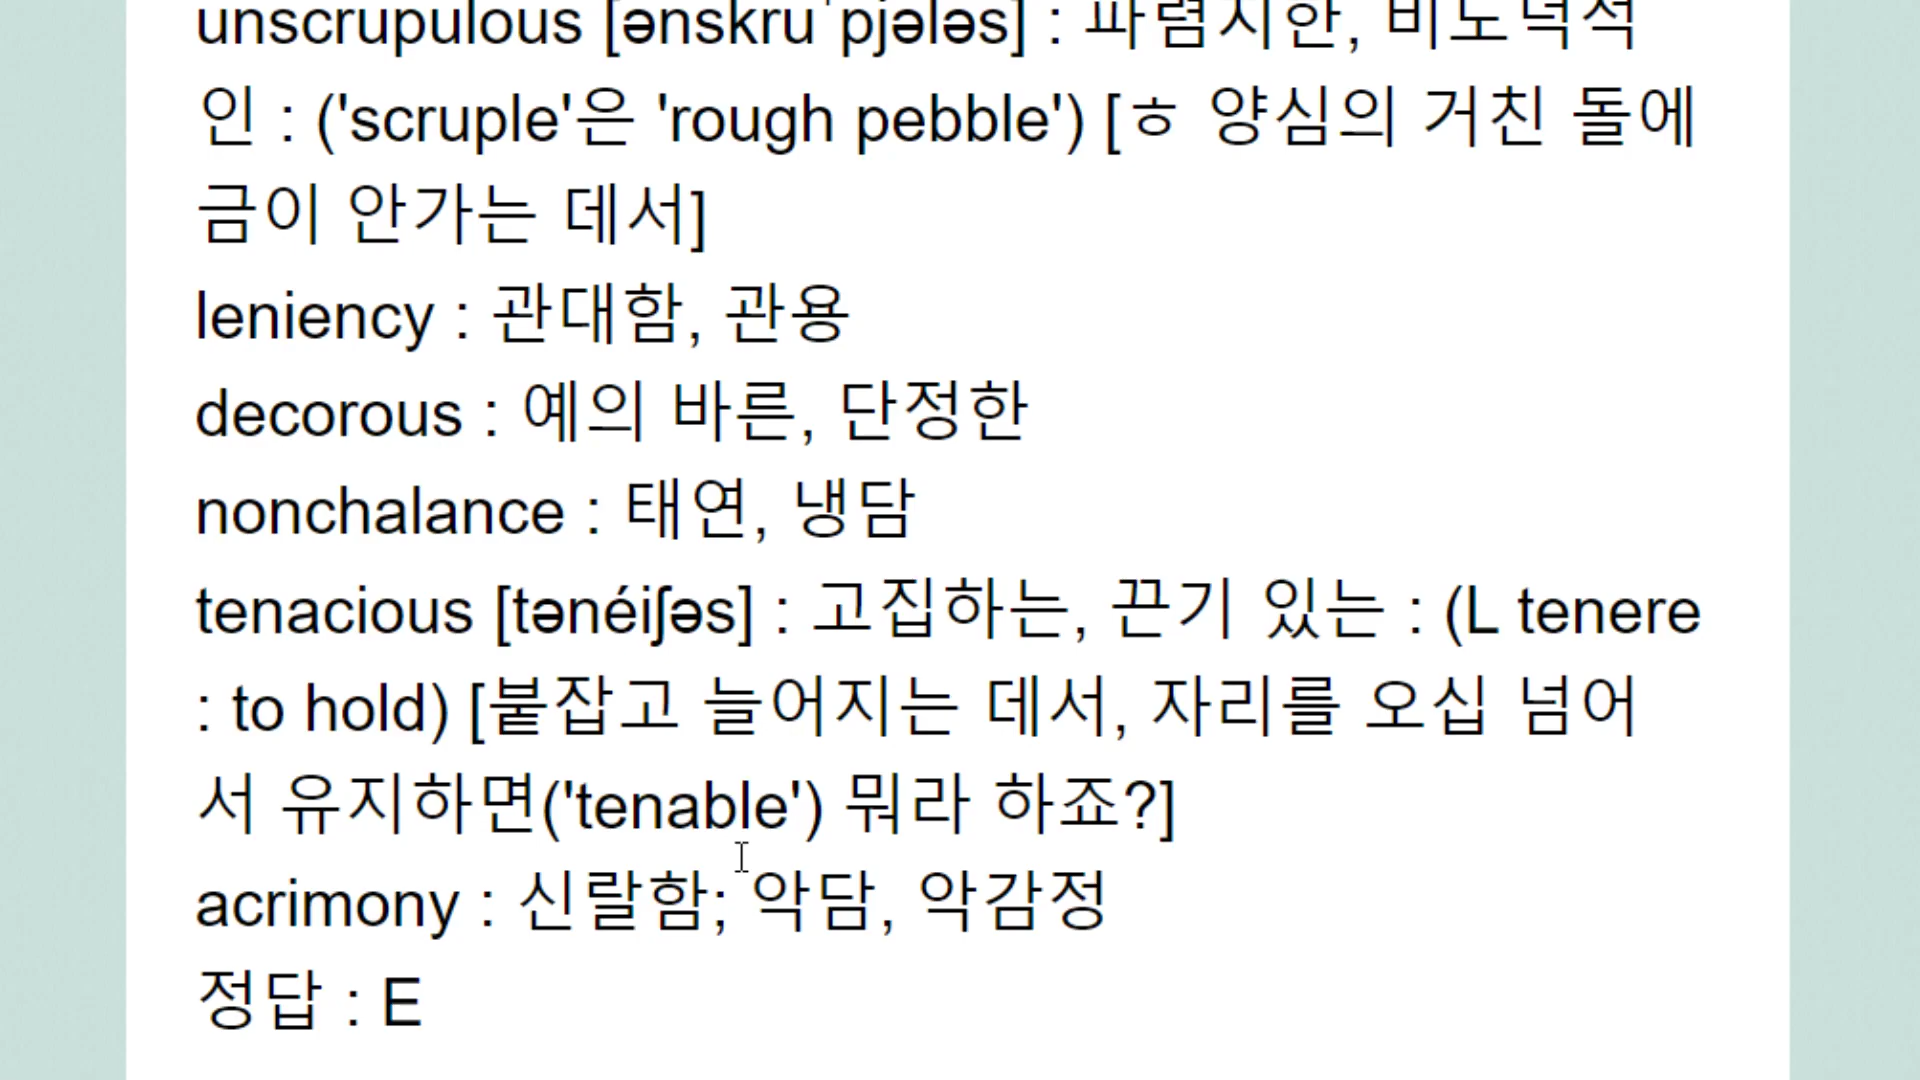 unscrupulous [ənskruˈpjələs] : 파렴치한, 비도덕적
인 : ('scruple'은 'rough pebble') [ㅎ 양심의 거친 돌에
금이 안가는 데서]
leniency : 관대함, 관용
decorous : 예의 바른, 단정한
nonchalance : 태연, 냉담
tenacious [tənéiʃəs] : 고집하는, 끈기 있는 : (L tenere
: to hold) [붙잡고 늘어지는 데서, 자리를 오십 넘어
서 유지하면('tenable') 뭐라 하죠?]
acrimony : 신랄함; 악담, 악감정
정답 : E